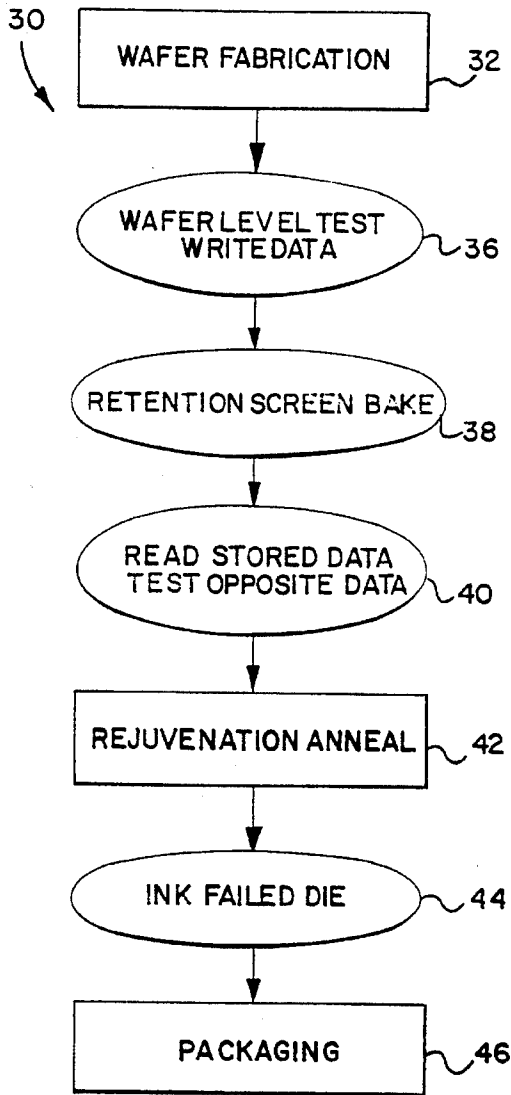 30
WAFER FABRICATION
32
WAFER LEVEL TEST
WRITE DATA
36
RETENTION SCREEN BAKE
38
READ STORED DATA
TEST OPPOSITE DATA
40
REJUVENATION ANNEAL
42
INK FAILED DIE
44
PACKAGING
46